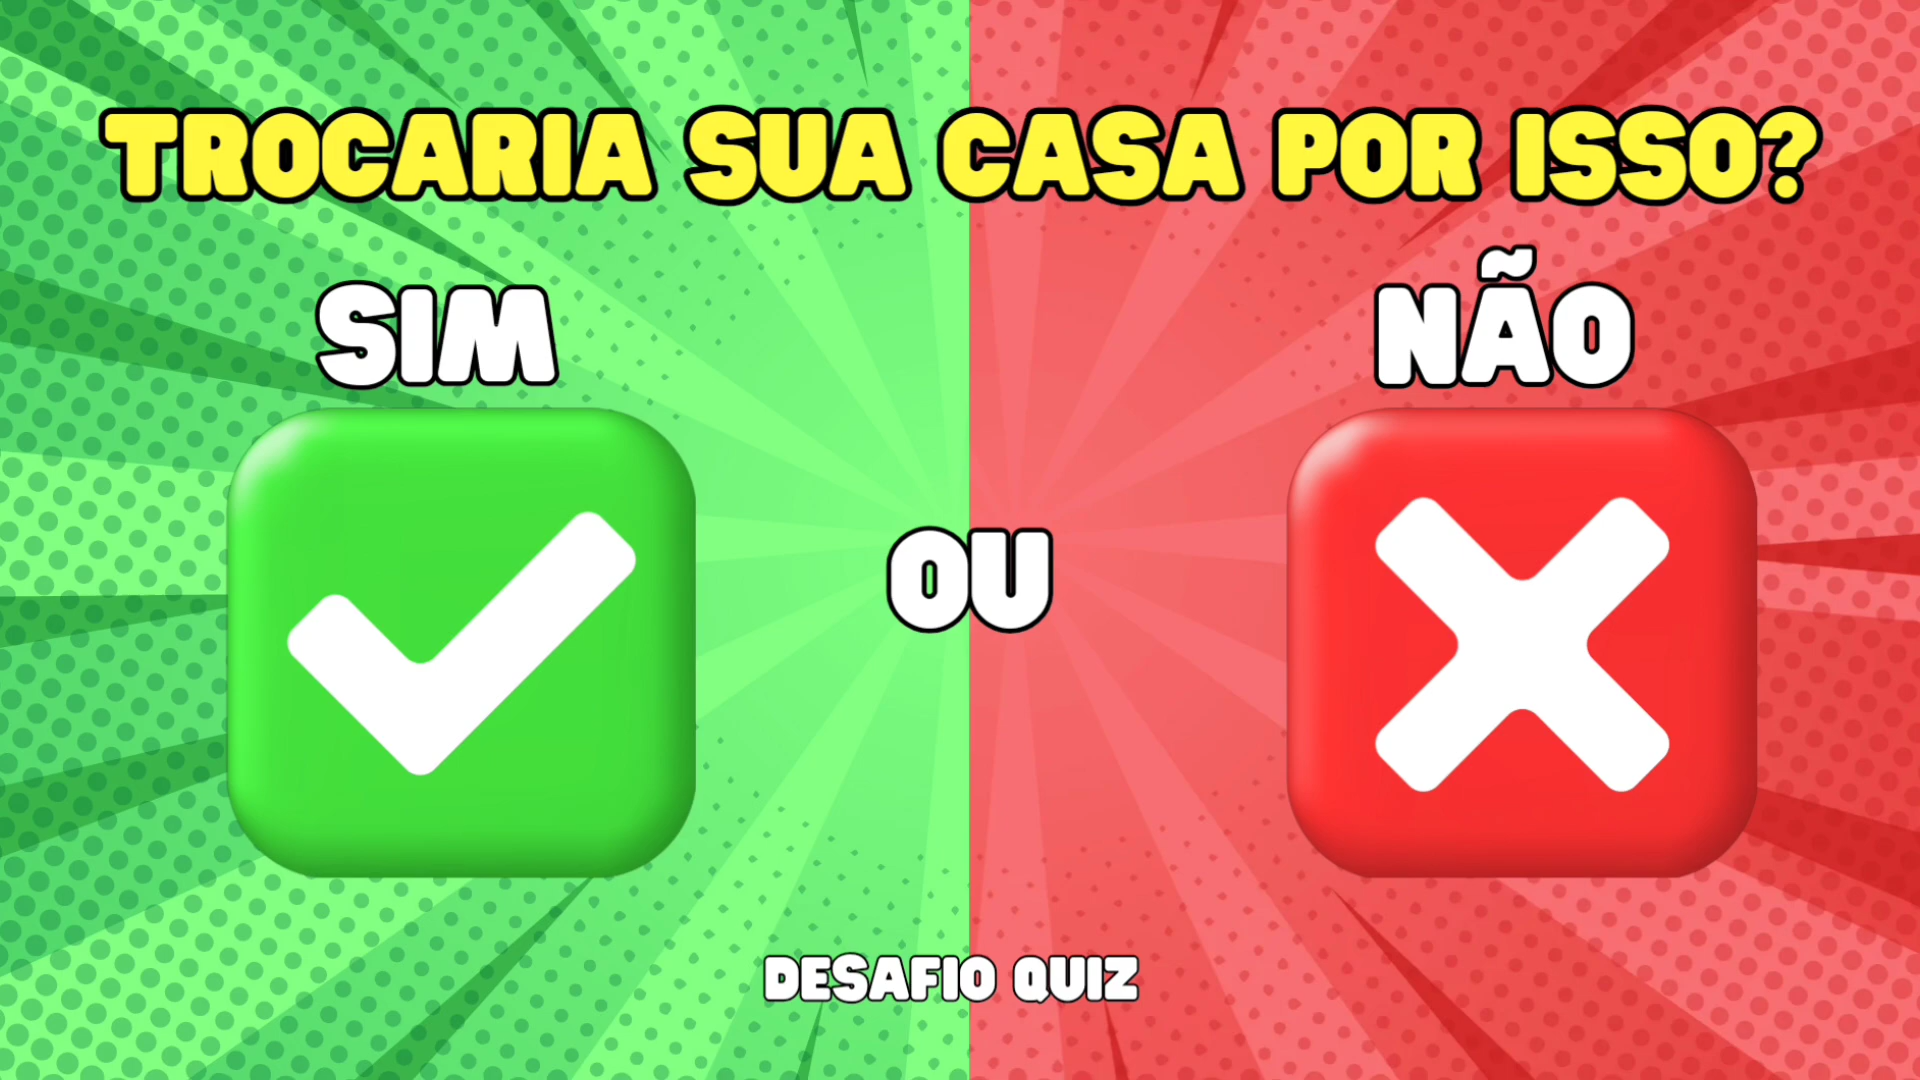 TROCARIA SUA CASA POR ISSO?
SIM
NÃO
OU
DESAFIO QUIZ